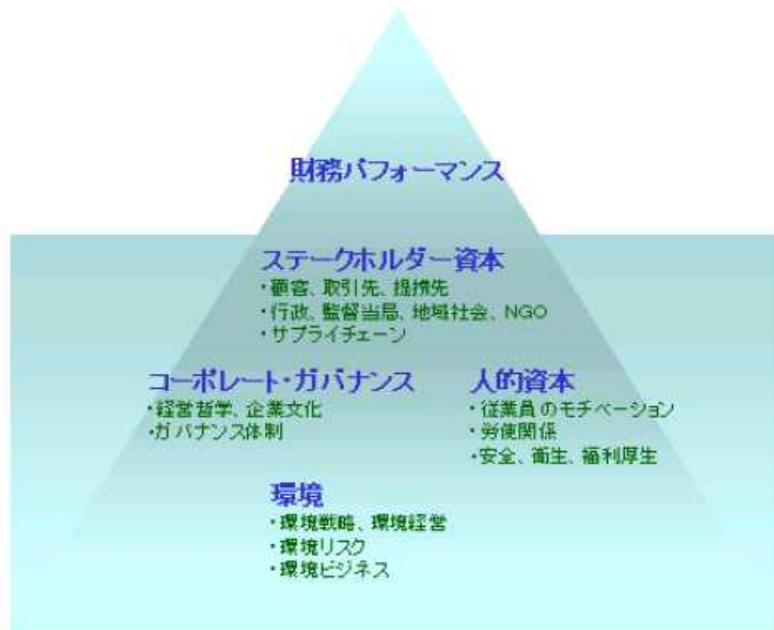 財務パフォーマンス
ステークホルダー資本
・顧客、取引先、提携先
・行政、監督当局、地域社会、NGO
・サプライチェーン
コーポレート・ガバナンス
・経営哲学、企業文化
・ガバナンス体制
人的資本
・従業員のモチベーション
・労使関係
・安全、衛生、福利厚生
環境
・環境戦略、環境経営
・環境リスク
・環境ビジネス